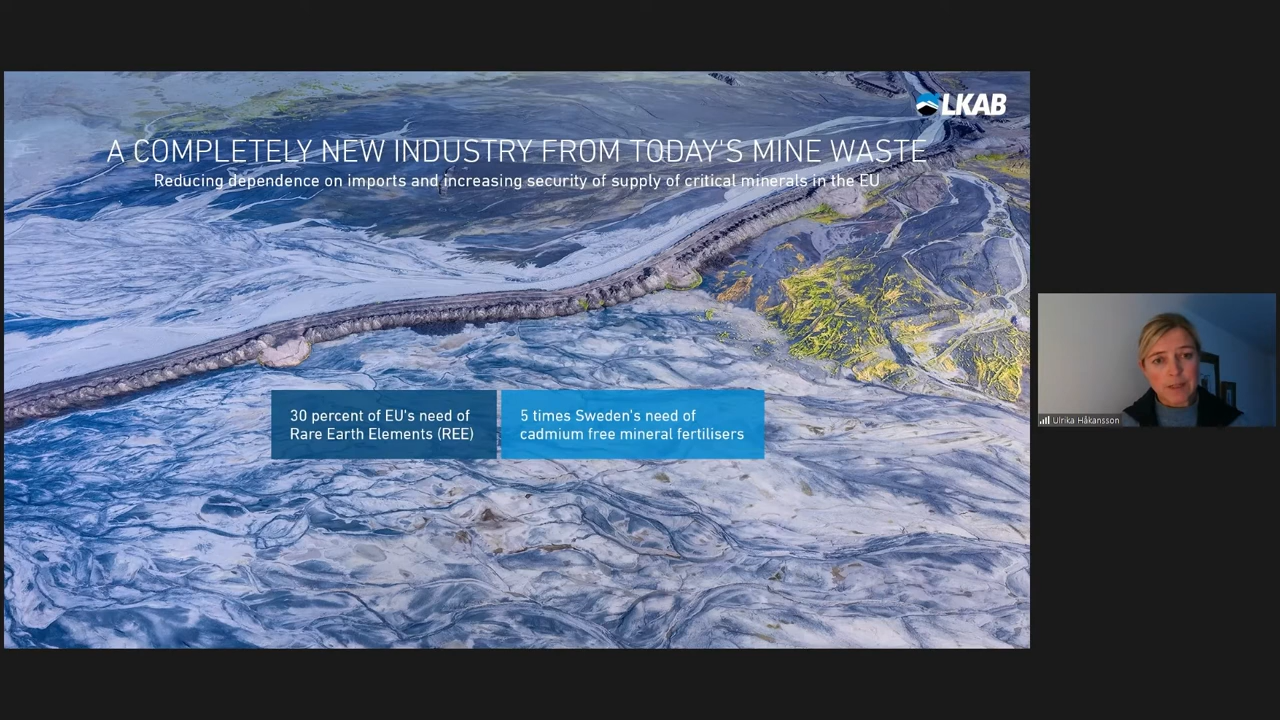 LKAB
A COMPLETELY NEW INDUSTRY FROM TODAY'S MINE WASTE
Reducing dependence on imports and increasing security of supply of critical minerals in the EU
30 percent of EU's need of
Rare Earth Elements (REE)
5 times Sweden's need of
cadmium free mineral fertilisers
Ulrika Håkansson